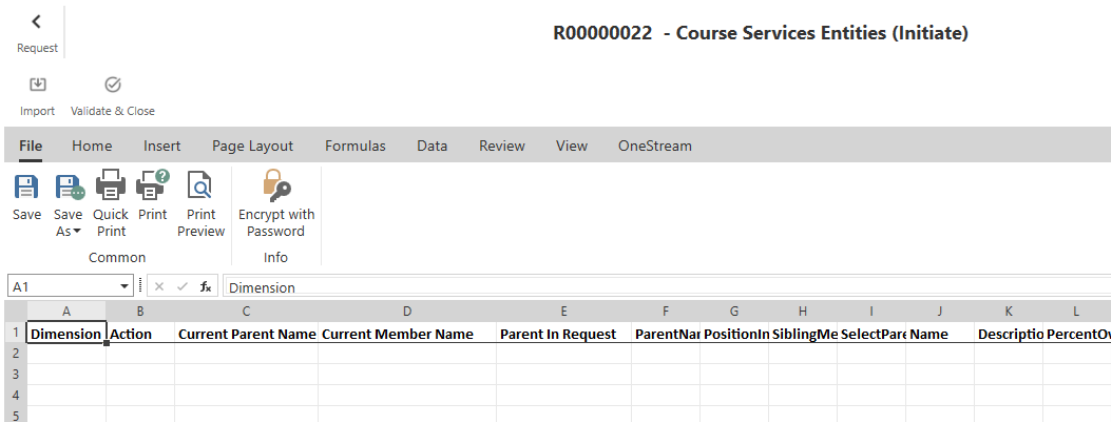 R00000022 - Course Services Entities (Initiate)
Request
Import Validate & Close
File Home Insert Page Layout Formulas Data Review View OneStream
Save Save As Quick Print Print Print Preview Encrypt with Password
Common Info
A1 fx Dimension
A B C D E F G H I J K L
1 Dimension Action Current Parent Name Current Member Name Parent In Request ParentNar PositionIn SiblingMe SelectPare Name Descriptio PercentOv
2
3
4
5